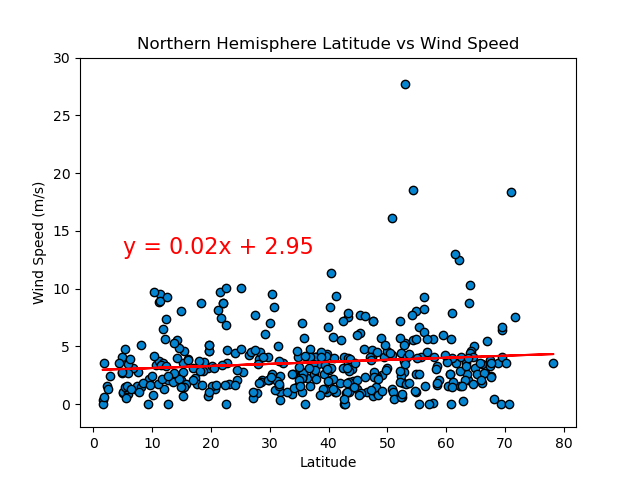 Northern Hemisphere Latitude vs Wind Speed
30
25
20
15
10
5
0
Wind Speed (m/s)
y = 0.02x + 2.95
0 10 20 30 40 50 60 70 80
Latitude